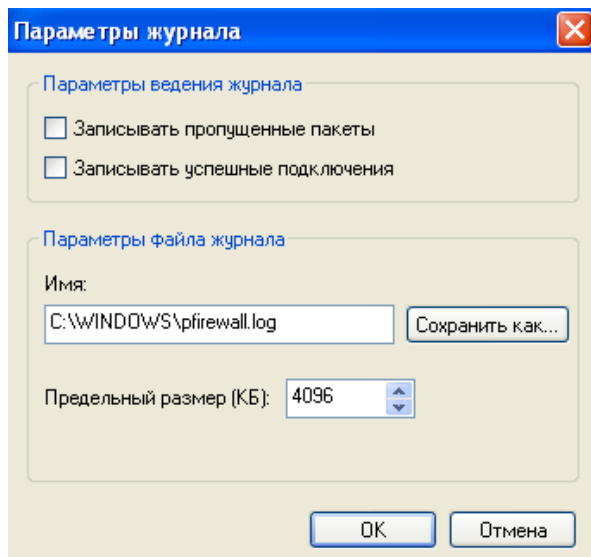 Параметры журнала
Параметры ведения журнала
Записывать пропущенные пакеты
Записывать успешные подключения
Параметры файла журнала
Имя:
C:\WINDOWS\pfirewall.log
Сохранить как...
Предельный размер (КБ):
4096
OK
Отмена